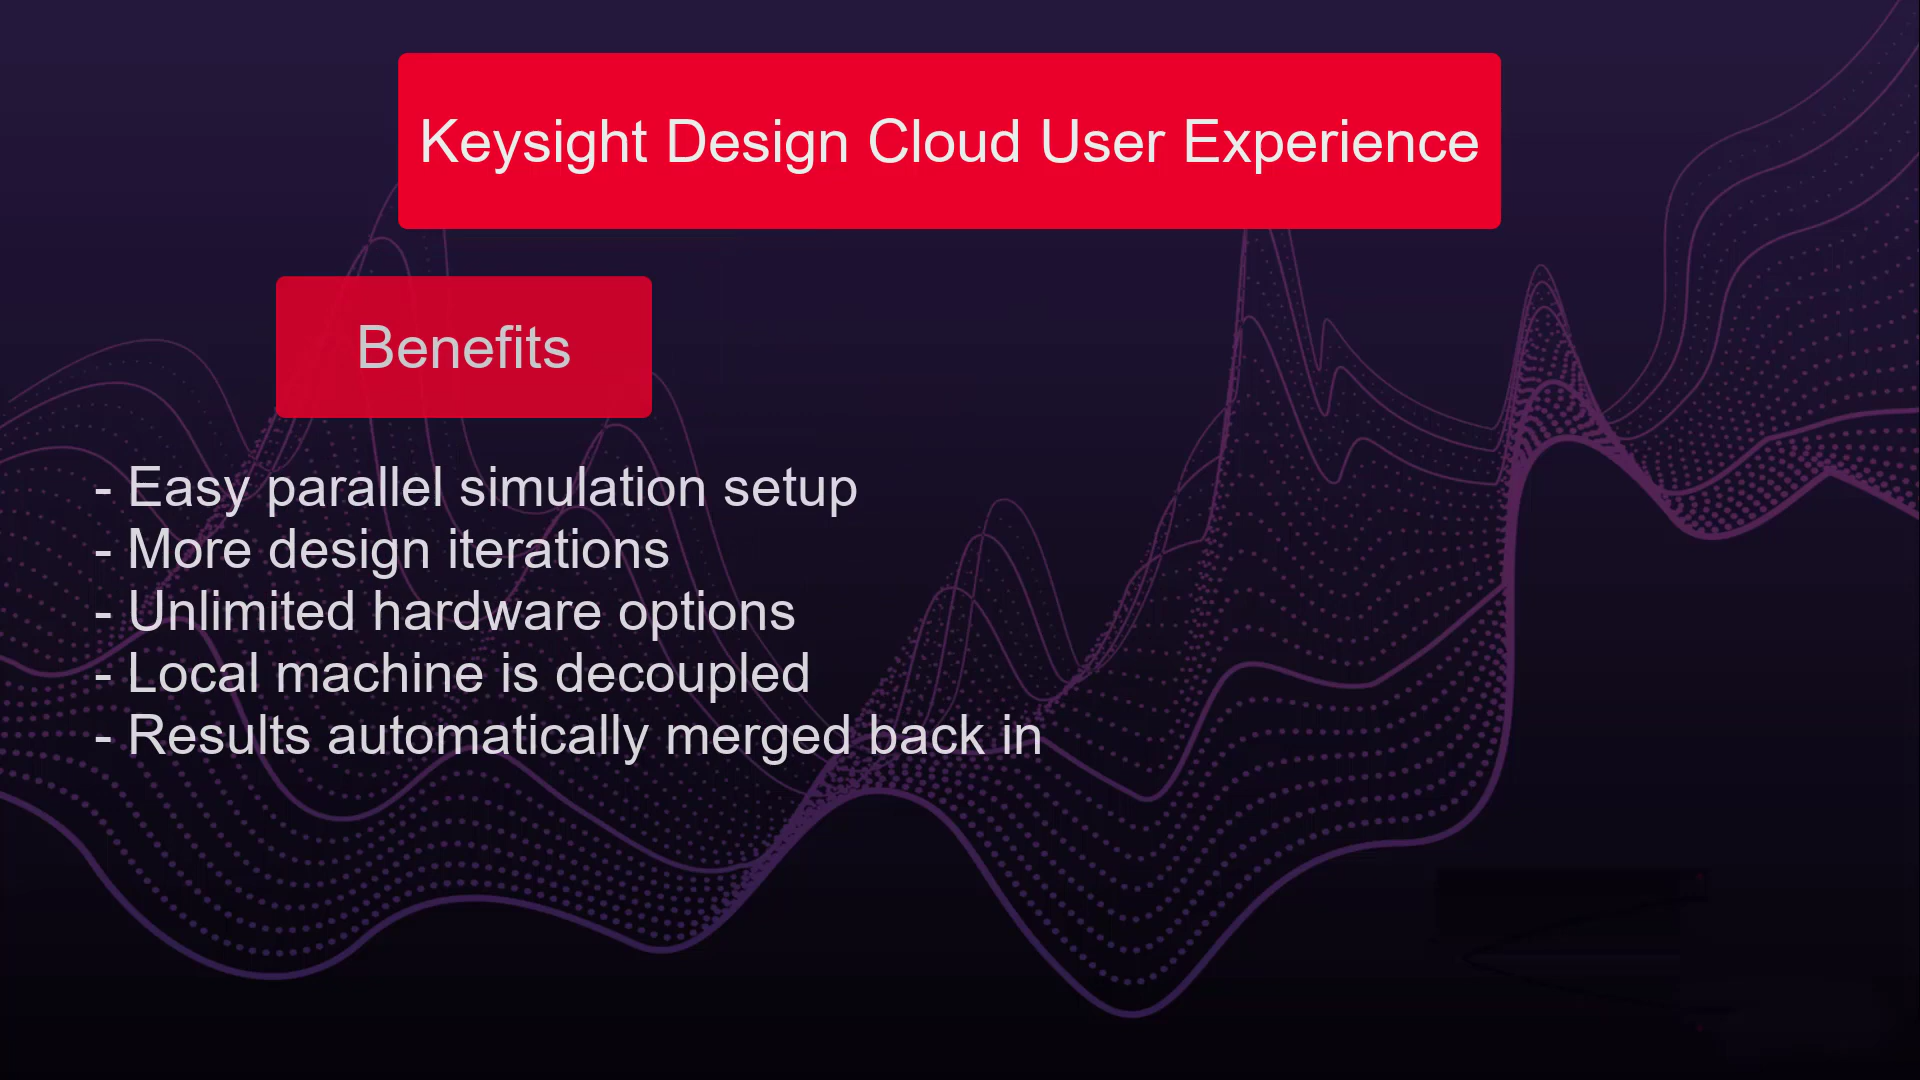 Keysight Design Cloud User Experience
Benefits
- Easy parallel simulation setup
- More design iterations
- Unlimited hardware options
- Local machine is decoupled
- Results automatically merged back in